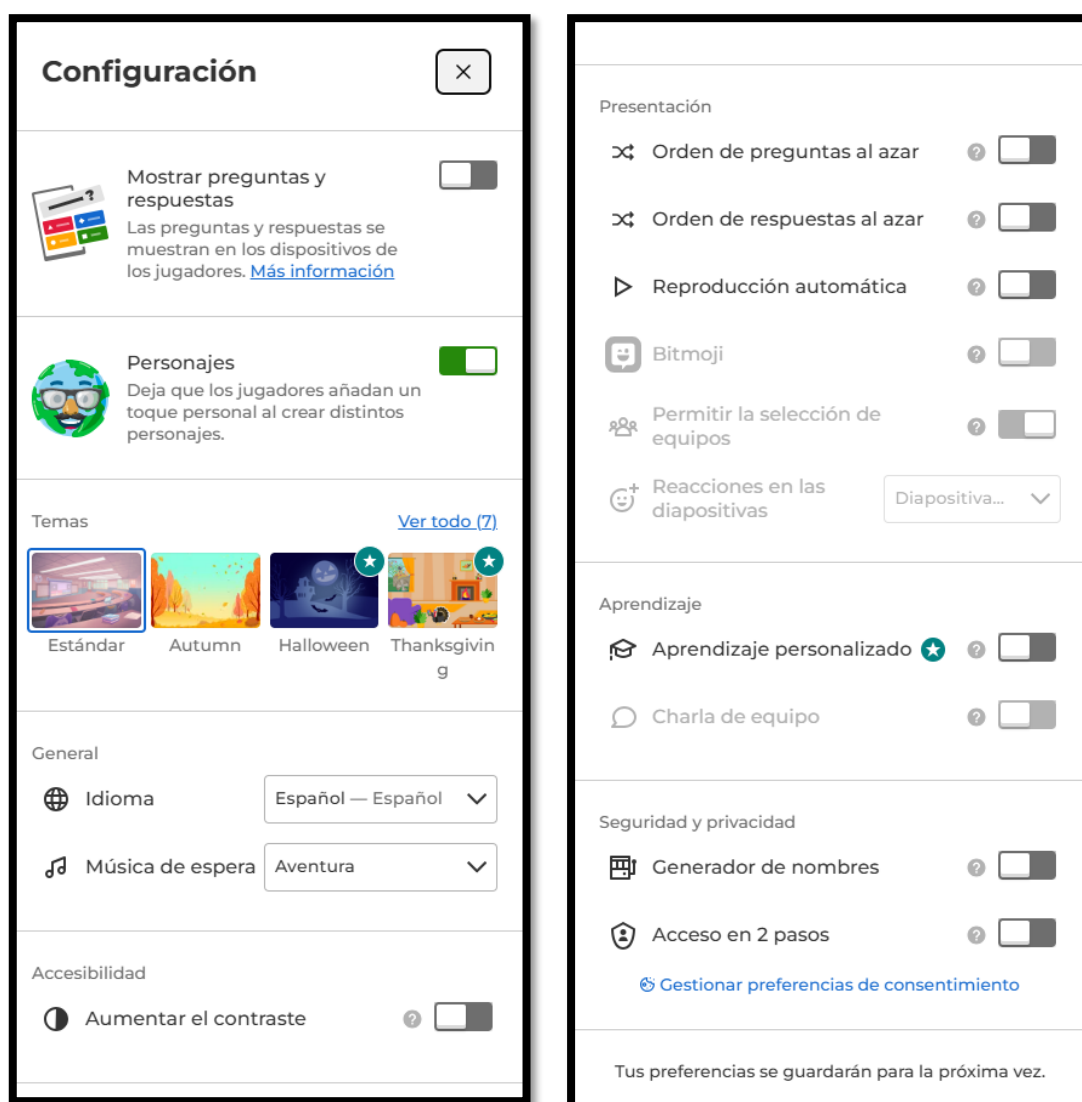 Configuración
Mostrar preguntas y
respuestas
Las preguntas y respuestas se
muestran en los dispositivos de
los jugadores. Más información
Personajes
Deja que los jugadores añadan un
toque personal al crear distintos
personajes.
Temas Ver todo (7)
Estándar Autumn Halloween Thanksgivin
g
General
Idioma Español — Español
Música de espera Aventura
Accesibilidad
Aumentar el contraste ?
Presentación
Orden de preguntas al azar ?
Orden de respuestas al azar ?
Reproducción automática ?
Bitmoji ?
Permitir la selección de
equipos ?
Reacciones en las
diapositivas Diapositiva...
Aprendizaje
Aprendizaje personalizado ?
Charla de equipo ?
Seguridad y privacidad
Generador de nombres ?
Acceso en 2 pasos ?
Gestionar preferencias de consentimiento
Tus preferencias se guardarán para la próxima vez.